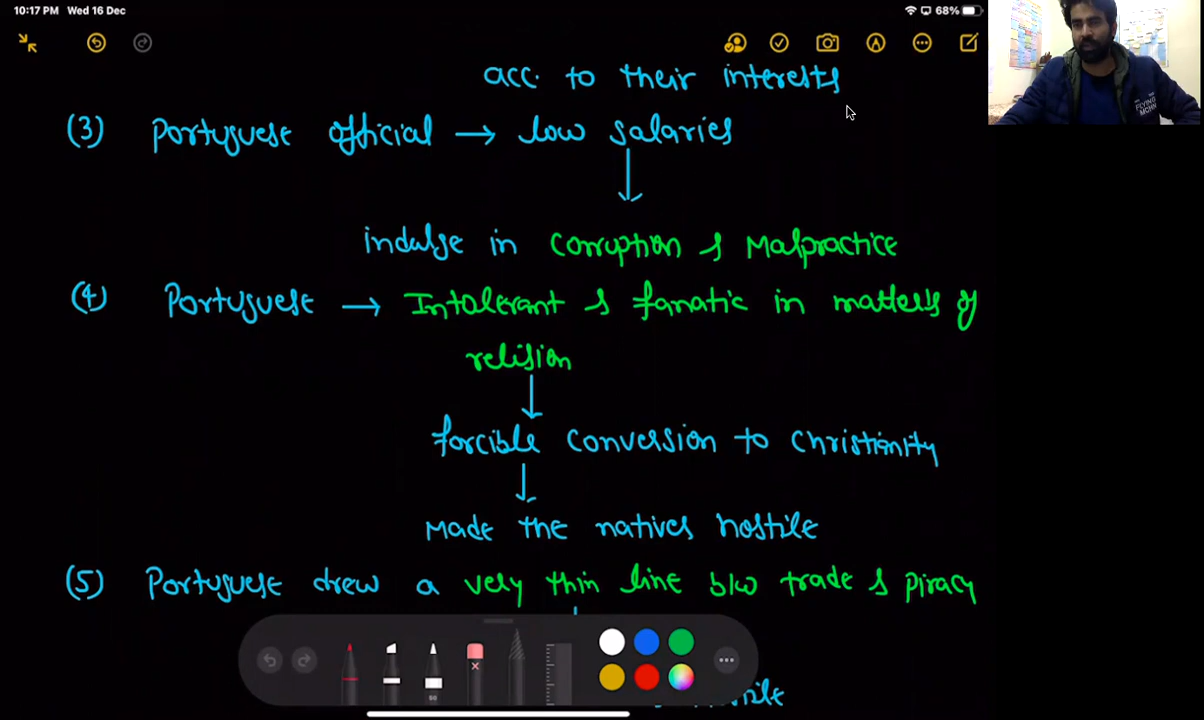 10:17 PM Wed 16 Dec
68%
acc. to their interests
(3) Portuguese official → low salaries
↓
indulge in corruption & Malpractice
(4) Portuguese → Intolerant & fanatic in matters of
religion
↓
forcible conversion to Christianity
↓
Made the natives hostile
(5) Portuguese drew a very thin line b/w trade & piracy